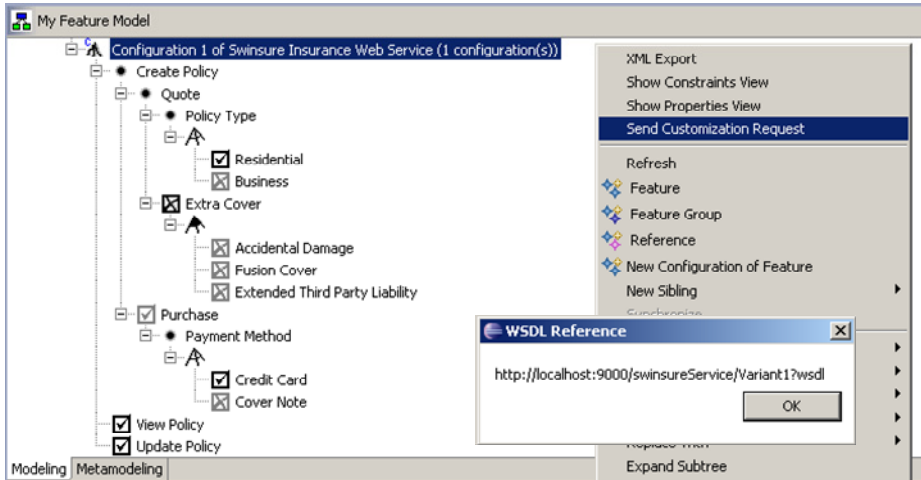 My Feature Model
Configuration 1 of Swinsure Insurance Web Service (1 configuration(s))
Create Policy
Quote
Policy Type
Residential
Business
Extra Cover
Accidental Damage
Fusion Cover
Extended Third Party Liability
Purchase
Payment Method
Credit Card
Cover Note
View Policy
Update Policy
Modeling Metamodeling
XML Export
Show Constraints View
Show Properties View
Send Customization Request
Refresh
Feature
Feature Group
Reference
New Configuration of Feature
New Sibling
WSDL Reference
http://localhost:9000/swinsureService/Variant1?wsdl
OK
Expand Subtree